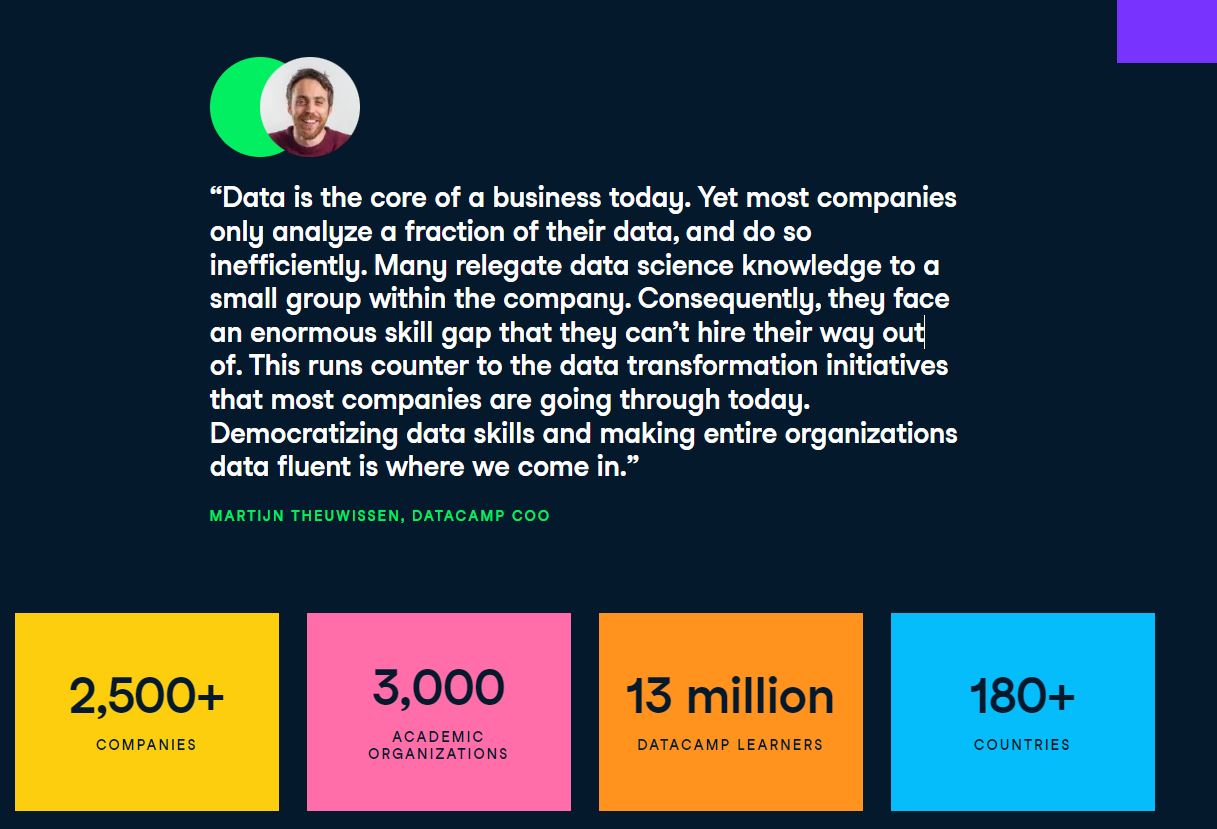 “Data is the core of a business today. Yet most companies
only analyze a fraction of their data, and do so
inefficiently. Many relegate data science knowledge to a
small group within the company. Consequently, they face
an enormous skill gap that they can’t hire their way out
of. This runs counter to the data transformation initiatives
that most companies are going through today.
Democratizing data skills and making entire organizations
data fluent is where we come in.”
MARTIJN THEUWISSEN, DATACAMP COO
2,500+
COMPANIES
3,000
ACADEMIC
ORGANIZATIONS
13 million
DATACAMP LEARNERS
180+
COUNTRIES